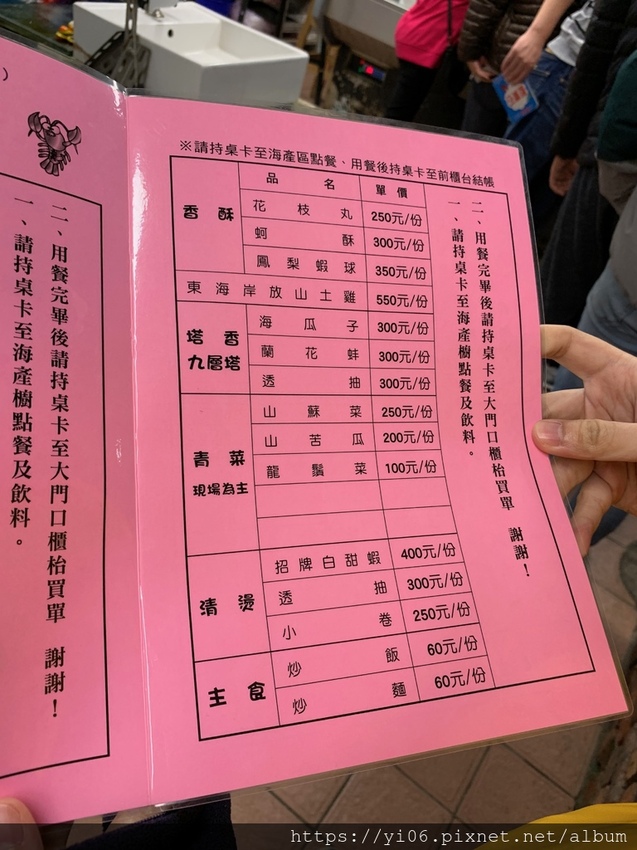 )
一、請持桌卡至海產櫥點餐及飲料。
二、用餐完畢後請持桌卡至大門口櫃枱買單 謝謝！
※請持桌卡至海產區點餐、用餐後持桌卡至前櫃台結帳
品名 單價
香酥
花枝丸 250元/份
蚵酥 300元/份
鳳梨蝦球 350元/份
東海岸放山土雞 550元/份
塔香
九層塔
海瓜子 300元/份
蘭花蚌 300元/份
透抽 300元/份
青菜
現場為主
山蘇菜 250元/份
山苦瓜 200元/份
龍鬚菜 100元/份
清燙
招牌白甜蝦 400元/份
透抽 300元/份
小卷 250元/份
主食
炒飯 60元/份
炒麵 60元/份
一、請持桌卡至海產櫥點餐及飲料。
二、用餐完畢後請持桌卡至大門口櫃枱買單 謝謝！
https://yi06.pixnet.net/album